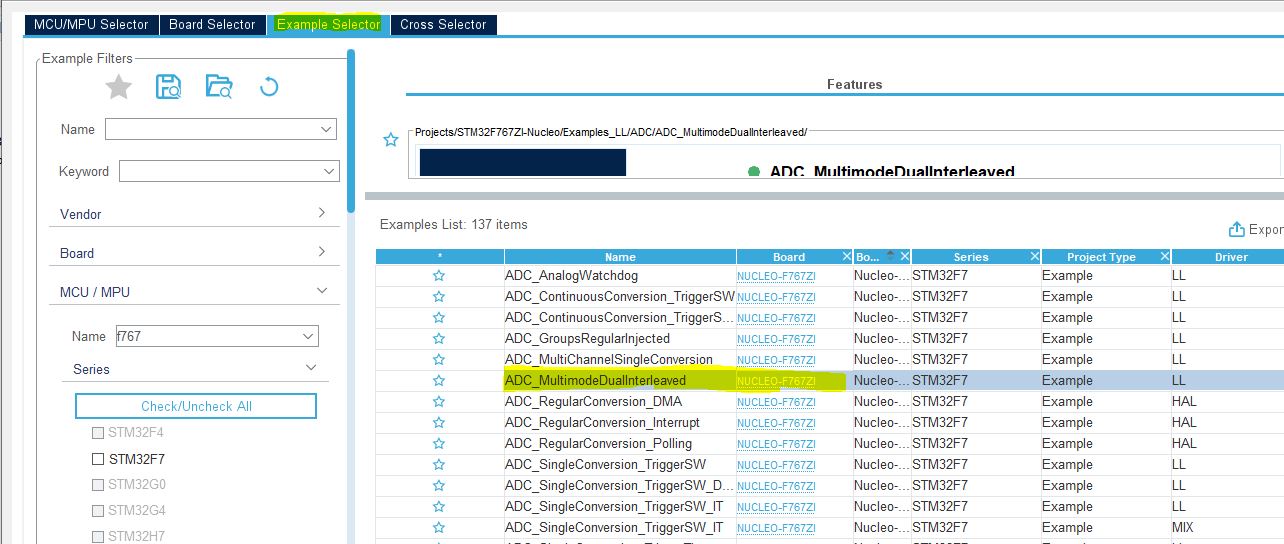 MCU/MPU Selector Board Selector Example Selector Cross Selector
Example Filters
Name
Keyword
Vendor
Board
MCU / MPU
Name f767
Series
Check/Uncheck All
STM32F4
STM32F7
STM32G0
STM32G4
STM32H7
Features
Projects/STM32F767ZI-Nucleo/Examples_LL/ADC/ADC_MultimodeDualInterleaved/
ADC_MultimodeDualInterleaved
Examples List: 137 items
Export
* Name Board Bo... Series Project Type Driver
ADC_AnalogWatchdog NUCLEO-F767ZI Nucleo-... STM32F7 Example LL
ADC_ContinuousConversion_TriggerSW NUCLEO-F767ZI Nucleo-... STM32F7 Example LL
ADC_ContinuousConversion_TriggerS... NUCLEO-F767ZI Nucleo-... STM32F7 Example LL
ADC_GroupsRegularInjected NUCLEO-F767ZI Nucleo-... STM32F7 Example LL
ADC_MultiChannelSingleConversion NUCLEO-F767ZI Nucleo-... STM32F7 Example LL
ADC_MultimodeDualInterleaved NUCLEO-F767ZI Nucleo-... STM32F7 Example LL
ADC_RegularConversion_DMA NUCLEO-F767ZI Nucleo-... STM32F7 Example HAL
ADC_RegularConversion_Interrupt NUCLEO-F767ZI Nucleo-... STM32F7 Example HAL
ADC_RegularConversion_Polling NUCLEO-F767ZI Nucleo-... STM32F7 Example HAL
ADC_SingleConversion_TriggerSW NUCLEO-F767ZI Nucleo-... STM32F7 Example LL
ADC_SingleConversion_TriggerSW_D... NUCLEO-F767ZI Nucleo-... STM32F7 Example LL
ADC_SingleConversion_TriggerSW_IT NUCLEO-F767ZI Nucleo-... STM32F7 Example LL
ADC_SingleConversion_TriggerSW_IT NUCLEO-F767ZI Nucleo-... STM32F7 Example MIX